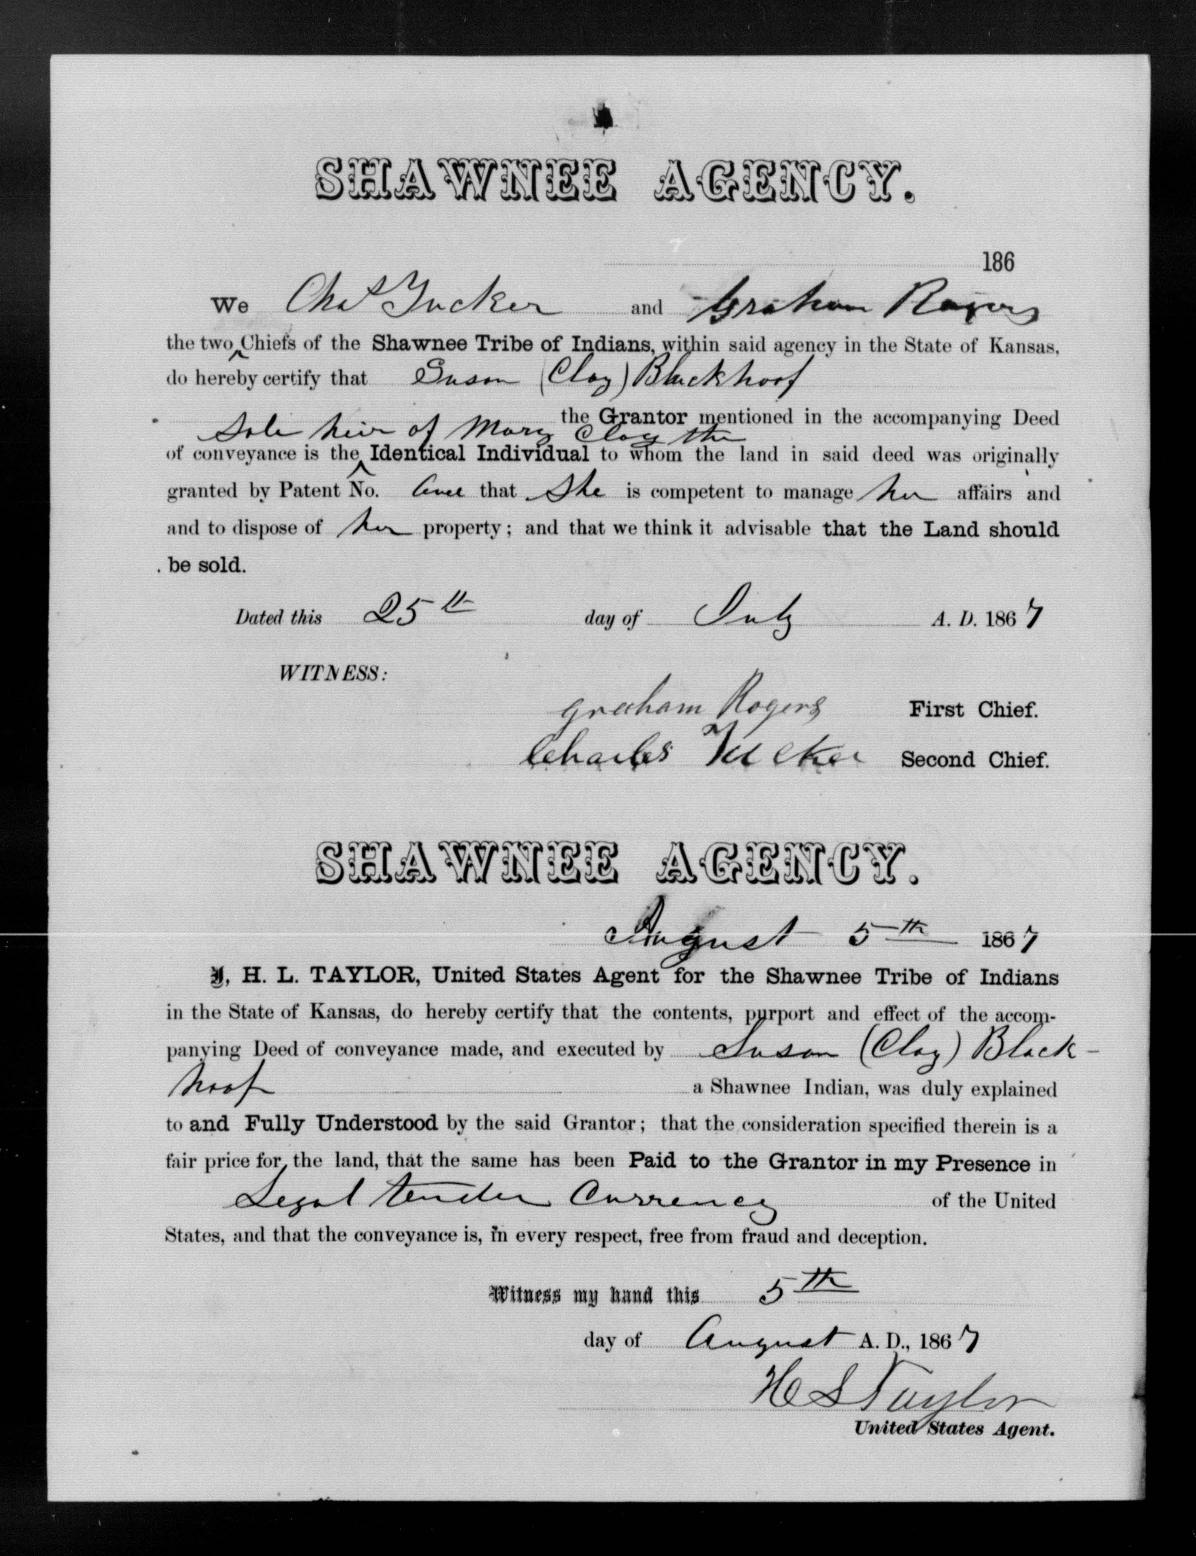 SHAWNEE AGENCY.
186
We Chas Tucker and Graham Rogers
the two ‸ Chiefs of the Shawnee Tribe of Indians, within said agency in the State of Kansas,
do hereby certify that Susan (Clay) Blackhoof
the Grantor mentioned in the accompanying Deed
sole heir of Mary Clay the
of conveyance is the ‸ Identical Individual to whom the land in said deed was originally
granted by Patent No. and that She is competent to manage her affairs and
and to dispose of her property; and that we think it advisable that the Land should
be sold.
Dated this 25th day of July A. D. 1867
WITNESS:
Graham Rogers First Chief.
Charles Tucker Second Chief.
SHAWNEE AGENCY.
August 5th 1867
I, H. L. TAYLOR, United States Agent for the Shawnee Tribe of Indians
in the State of Kansas, do hereby certify that the contents, purport and effect of the accom-
panying Deed of conveyance made, and executed by Susan (Clay) Black-
hoof a Shawnee Indian, was duly explained
to and Fully Understood by the said Grantor; that the consideration specified therein is a
fair price for the land, that the same has been Paid to the Grantor in my Presence in
Legal tender Currency of the United
States, and that the conveyance is, in every respect, free from fraud and deception.
Witness my hand this 5th
day of August A. D., 1867
H L Taylor
United States Agent.